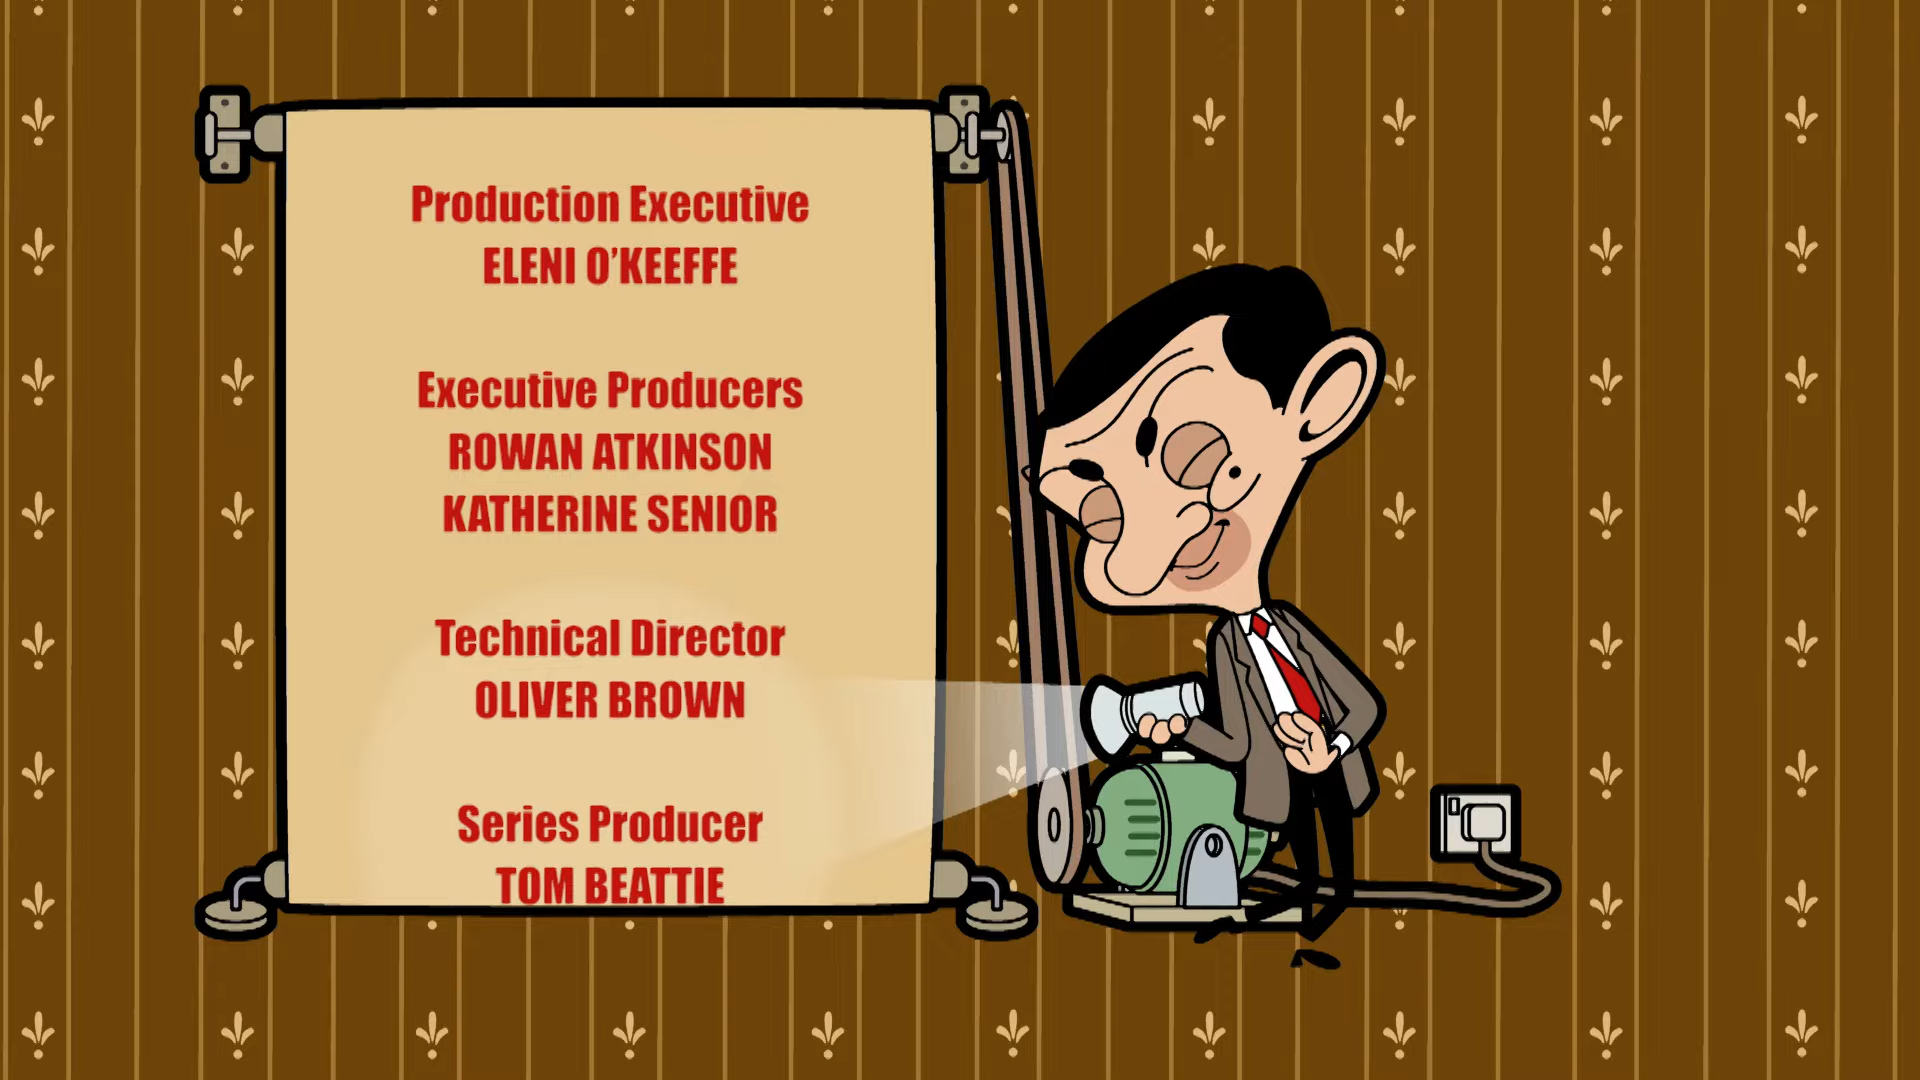 Production Executive
ELENI O’KEEFFE
Executive Producers
ROWAN ATKINSON
KATHERINE SENIOR
Technical Director
OLIVER BROWN
Series Producer
TOM BEATTIE